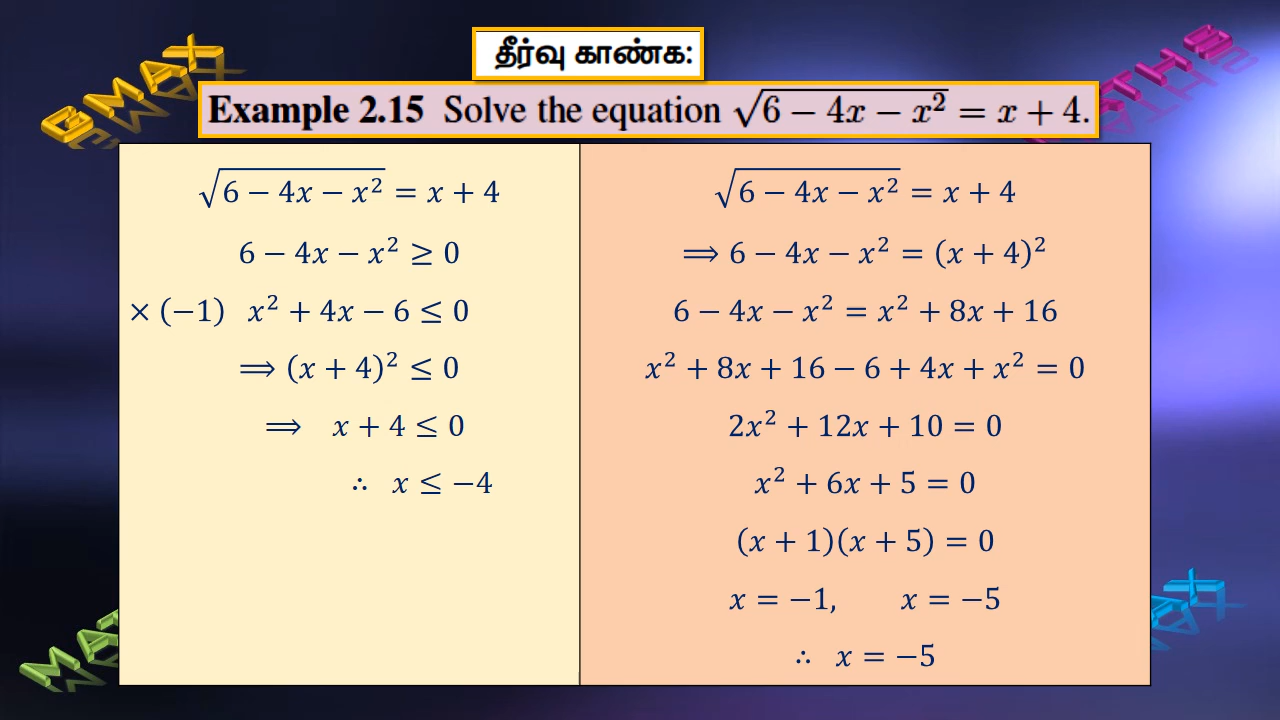 தீர்வு காண்க:
Example 2.15 Solve the equation √(6 − 4x − x²) = x + 4.
√(6 − 4x − x²) = x + 4
6 − 4x − x² ≥ 0
× (−1) x² + 4x − 6 ≤ 0
⟹ (x + 4)² ≤ 0
⟹ x + 4 ≤ 0
∴ x ≤ −4
√(6 − 4x − x²) = x + 4
⟹ 6 − 4x − x² = (x + 4)²
6 − 4x − x² = x² + 8x + 16
x² + 8x + 16 − 6 + 4x + x² = 0
2x² + 12x + 10 = 0
x² + 6x + 5 = 0
(x + 1)(x + 5) = 0
x = −1, x = −5
∴ x = −5